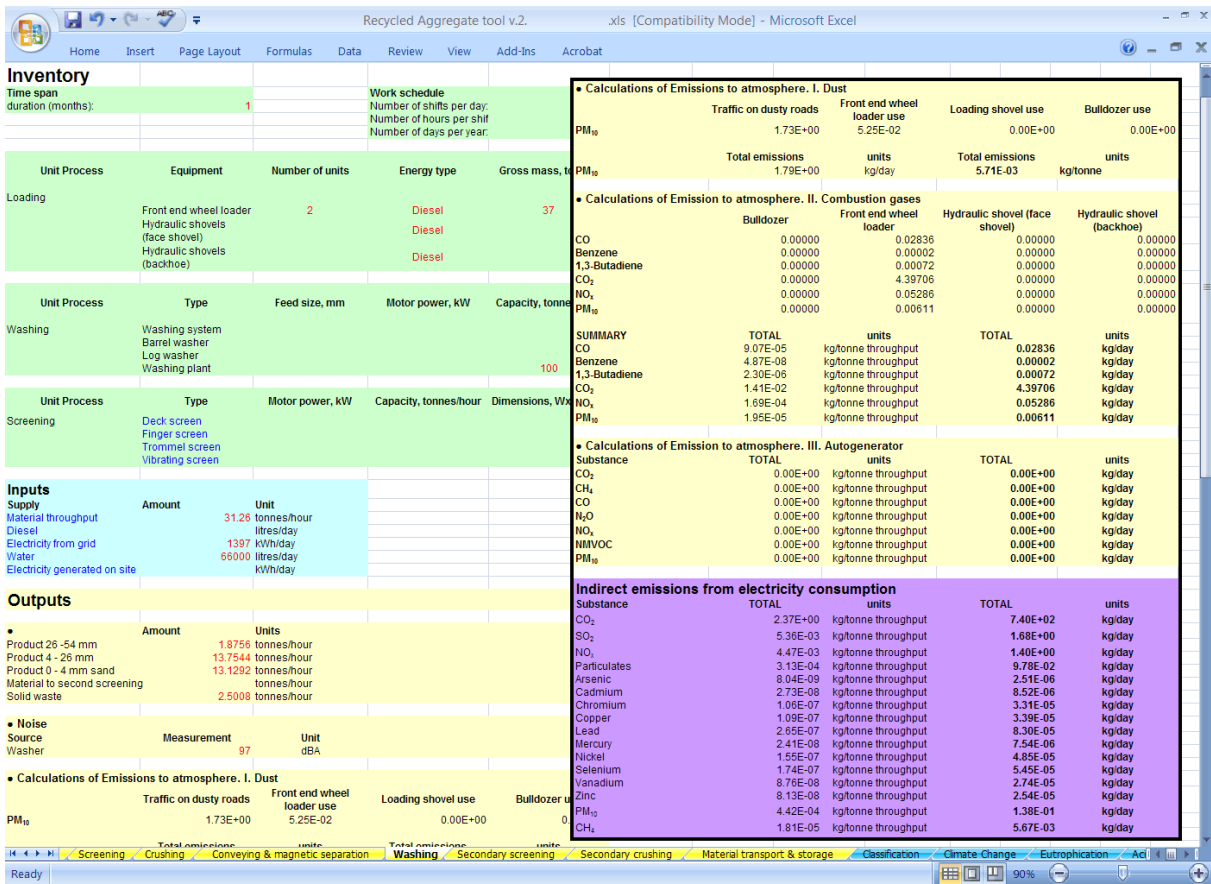 Recycled Aggregate tool v.2. .xls [Compatibility Mode] - Microsoft Excel
Home Insert Page Layout Formulas Data Review View Add-Ins Acrobat
Inventory
Time span
duration (months): 1
Work schedule
Number of shifts per day:
Number of hours per shif
Number of days per year:
Unit Process Equipment Number of units Energy type Gross mass, to
Loading
Front end wheel loader 2 Diesel 37
Hydraulic shovels
(face shovel) Diesel
Hydraulic shovels
(backhoe) Diesel
Unit Process Type Feed size, mm Motor power, kW Capacity, tonne
Washing Washing system
Barrel washer
Log washer
Washing plant 100
Unit Process Type Motor power, kW Capacity, tonnes/hour Dimensions, Wx
Screening Deck screen
Finger screen
Trommel screen
Vibrating screen
Inputs
Supply Amount Unit
Material throughput 31.26 tonnes/hour
Diesel litres/day
Electricity from grid 1397 kWh/day
Water 66000 litres/day
Electricity generated on site kWh/day
Outputs
• Amount Units
Product 26 -54 mm 1.8756 tonnes/hour
Product 4 - 26 mm 13.7544 tonnes/hour
Product 0 - 4 mm sand 13.1292 tonnes/hour
Material to second screening tonnes/hour
Solid waste 2.5008 tonnes/hour
• Noise
Source Measurement Unit
Washer 97 dBA
• Calculations of Emissions to atmosphere. I. Dust
Traffic on dusty roads Front end wheel loader use Loading shovel use Bulldozer u
PM₁₀ 1.73E+00 5.25E-02 0.00E+00 0.
Total emissions units Total emissions units
• Calculations of Emissions to atmosphere. I. Dust
Traffic on dusty roads Front end wheel loader use Loading shovel use Bulldozer use
PM₁₀ 1.73E+00 5.25E-02 0.00E+00 0.00E+00
Total emissions units Total emissions units
PM₁₀ 1.79E+00 kg/day 5.71E-03 kg/tonne
• Calculations of Emission to atmosphere. II. Combustion gases
Bulldozer Front end wheel loader Hydraulic shovel (face shovel) Hydraulic shovel (backhoe)
CO 0.00000 0.02836 0.00000 0.00000
Benzene 0.00000 0.00002 0.00000 0.00000
1,3-Butadiene 0.00000 0.00072 0.00000 0.00000
CO₂ 0.00000 4.39706 0.00000 0.00000
NOₓ 0.00000 0.05286 0.00000 0.00000
PM₁₀ 0.00000 0.00611 0.00000 0.00000
SUMMARY TOTAL units TOTAL units
CO 9.07E-05 kg/tonne throughput 0.02836 kg/day
Benzene 4.87E-08 kg/tonne throughput 0.00002 kg/day
1,3-Butadiene 2.30E-06 kg/tonne throughput 0.00072 kg/day
CO₂ 1.41E-02 kg/tonne throughput 4.39706 kg/day
NOₓ 1.69E-04 kg/tonne throughput 0.05286 kg/day
PM₁₀ 1.95E-05 kg/tonne throughput 0.00611 kg/day
• Calculations of Emission to atmosphere. III. Autogenerator
Substance TOTAL units TOTAL units
CO₂ 0.00E+00 kg/tonne throughput 0.00E+00 kg/day
CH₄ 0.00E+00 kg/tonne throughput 0.00E+00 kg/day
CO 0.00E+00 kg/tonne throughput 0.00E+00 kg/day
N₂O 0.00E+00 kg/tonne throughput 0.00E+00 kg/day
NOₓ 0.00E+00 kg/tonne throughput 0.00E+00 kg/day
NMVOC 0.00E+00 kg/tonne throughput 0.00E+00 kg/day
PM₁₀ 0.00E+00 kg/tonne throughput 0.00E+00 kg/day
Indirect emissions from electricity consumption
Substance TOTAL units TOTAL units
CO₂ 2.37E+00 kg/tonne throughput 7.40E+02 kg/day
SO₂ 5.36E-03 kg/tonne throughput 1.68E+00 kg/day
NOₓ 4.47E-03 kg/tonne throughput 1.40E+00 kg/day
Particulates 3.13E-04 kg/tonne throughput 9.78E-02 kg/day
Arsenic 8.04E-09 kg/tonne throughput 2.51E-06 kg/day
Cadmium 2.73E-08 kg/tonne throughput 8.52E-06 kg/day
Chromium 1.06E-07 kg/tonne throughput 3.31E-05 kg/day
Copper 1.09E-07 kg/tonne throughput 3.39E-05 kg/day
Lead 2.65E-07 kg/tonne throughput 8.30E-05 kg/day
Mercury 2.41E-08 kg/tonne throughput 7.54E-06 kg/day
Nickel 1.55E-07 kg/tonne throughput 4.85E-05 kg/day
Selenium 1.74E-07 kg/tonne throughput 5.45E-05 kg/day
Vanadium 8.76E-08 kg/tonne throughput 2.74E-05 kg/day
Zinc 8.13E-08 kg/tonne throughput 2.54E-05 kg/day
PM₁₀ 4.42E-04 kg/tonne throughput 1.38E-01 kg/day
CH₄ 1.81E-05 kg/tonne throughput 5.67E-03 kg/day
Screening Crushing Conveying & magnetic separation Washing Secondary screening Secondary crushing Material transport & storage Classification Climate Change Eutrophication Aci
Ready 90%